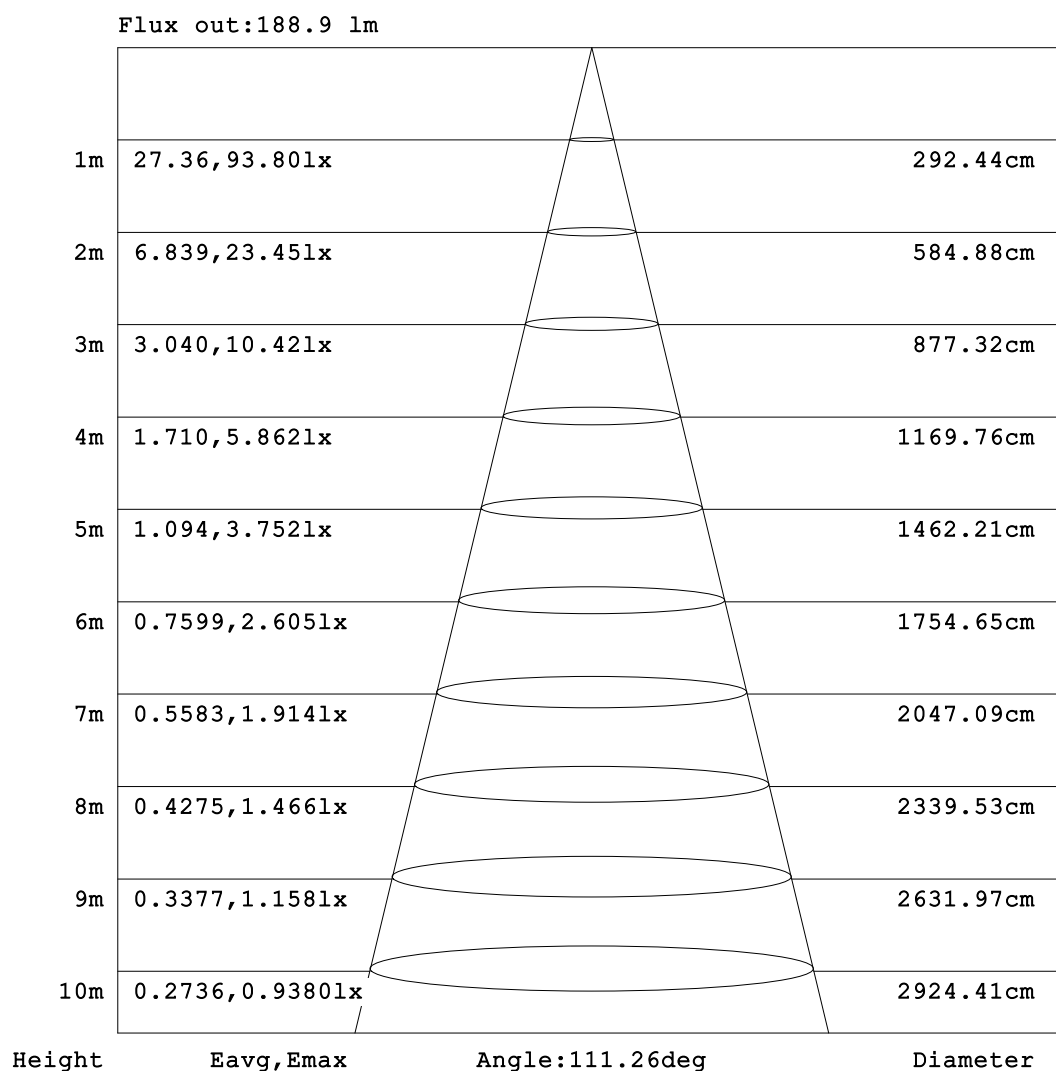 Flux out:188.9 lm
1m 27.36,93.80lx 292.44cm
2m 6.839,23.45lx 584.88cm
3m 3.040,10.42lx 877.32cm
4m 1.710,5.862lx 1169.76cm
5m 1.094,3.752lx 1462.21cm
6m 0.7599,2.605lx 1754.65cm
7m 0.5583,1.914lx 2047.09cm
8m 0.4275,1.466lx 2339.53cm
9m 0.3377,1.158lx 2631.97cm
10m 0.2736,0.9380lx 2924.41cm
Height Eavg,Emax Angle:111.26deg Diameter